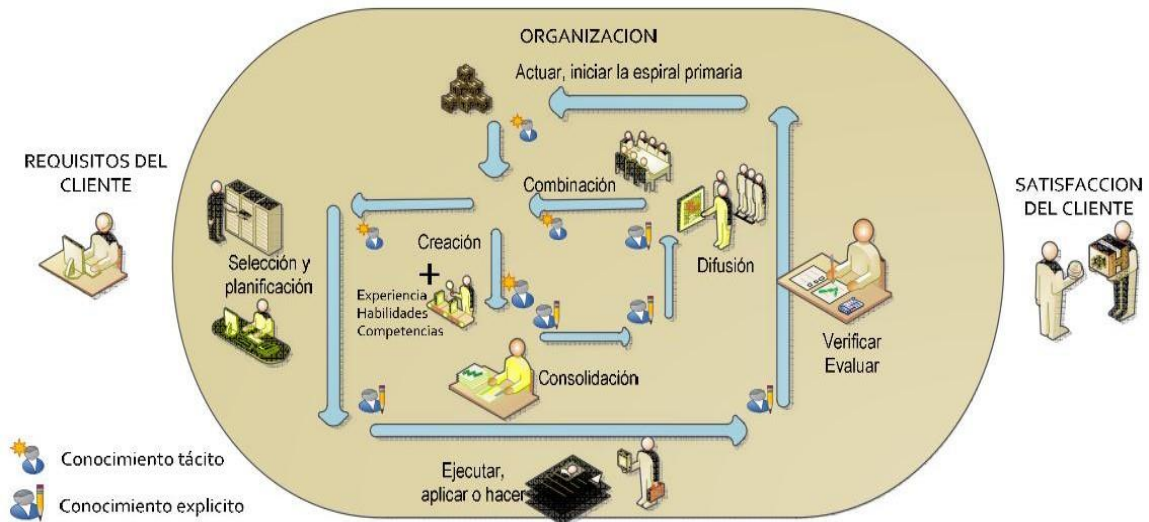 ORGANIZACION
Actuar, iniciar la espiral primaria
REQUISITOS DEL
CLIENTE
SATISFACCION
DEL CLIENTE
Combinación
Selección y
planificación
Creación
+
Experiencia
Habilidades
Competencias
Difusión
Consolidación
Verificar
Evaluar
Ejecutar,
aplicar o hacer
Conocimiento tácito
Conocimiento explicito